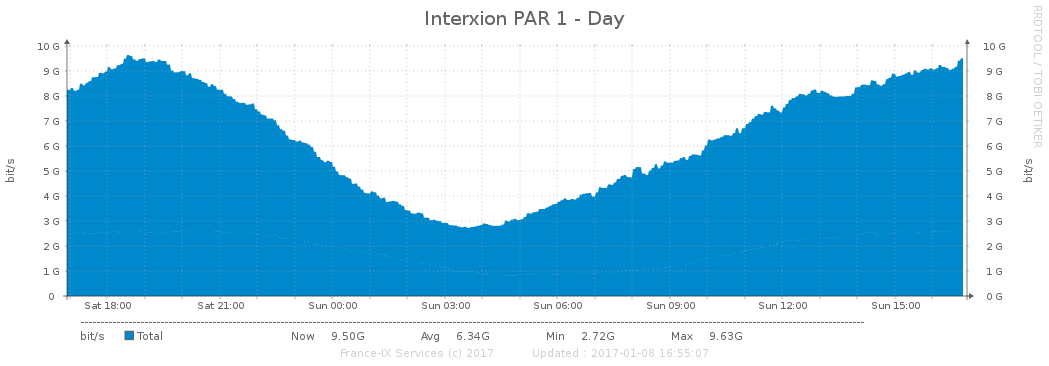 Interxion PAR 1 - Day
RRDTOOL / TOBI OETIKER
bit/s
10 G
9 G
8 G
7 G
6 G
5 G
4 G
3 G
2 G
1 G
0
10 G
9 G
8 G
7 G
6 G
5 G
4 G
3 G
2 G
1 G
0 G
bit/s
Sat 18:00 Sat 21:00 Sun 00:00 Sun 03:00 Sun 06:00 Sun 09:00 Sun 12:00 Sun 15:00
bit/s Total Now 9.50G Avg 6.34G Min 2.72G Max 9.63G
France-IX Services (c) 2017 Updated : 2017-01-08 16:55:07